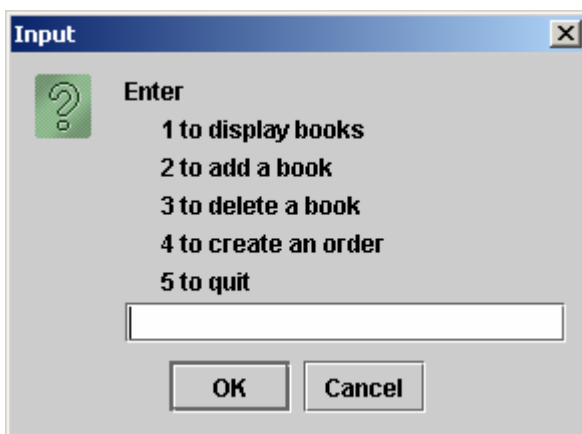 Input
Enter
1 to display books
2 to add a book
3 to delete a book
4 to create an order
5 to quit
OK Cancel